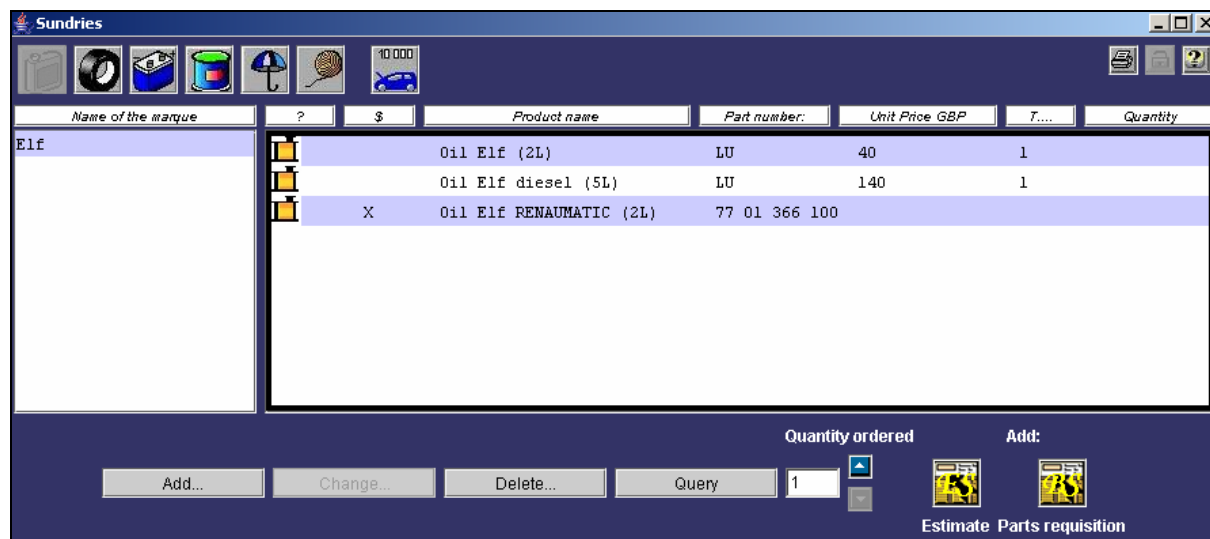 Sundries
10 000
Name of the marque ? $ Product name Part number: Unit Price GBP T.... Quantity
Elf
Oil Elf (2L) LU 40 1
Oil Elf diesel (5L) LU 140 1
X Oil Elf RENAUMATIC (2L) 77 01 366 100
Quantity ordered Add:
Add... Change... Delete... Query 1
Estimate Parts requisition